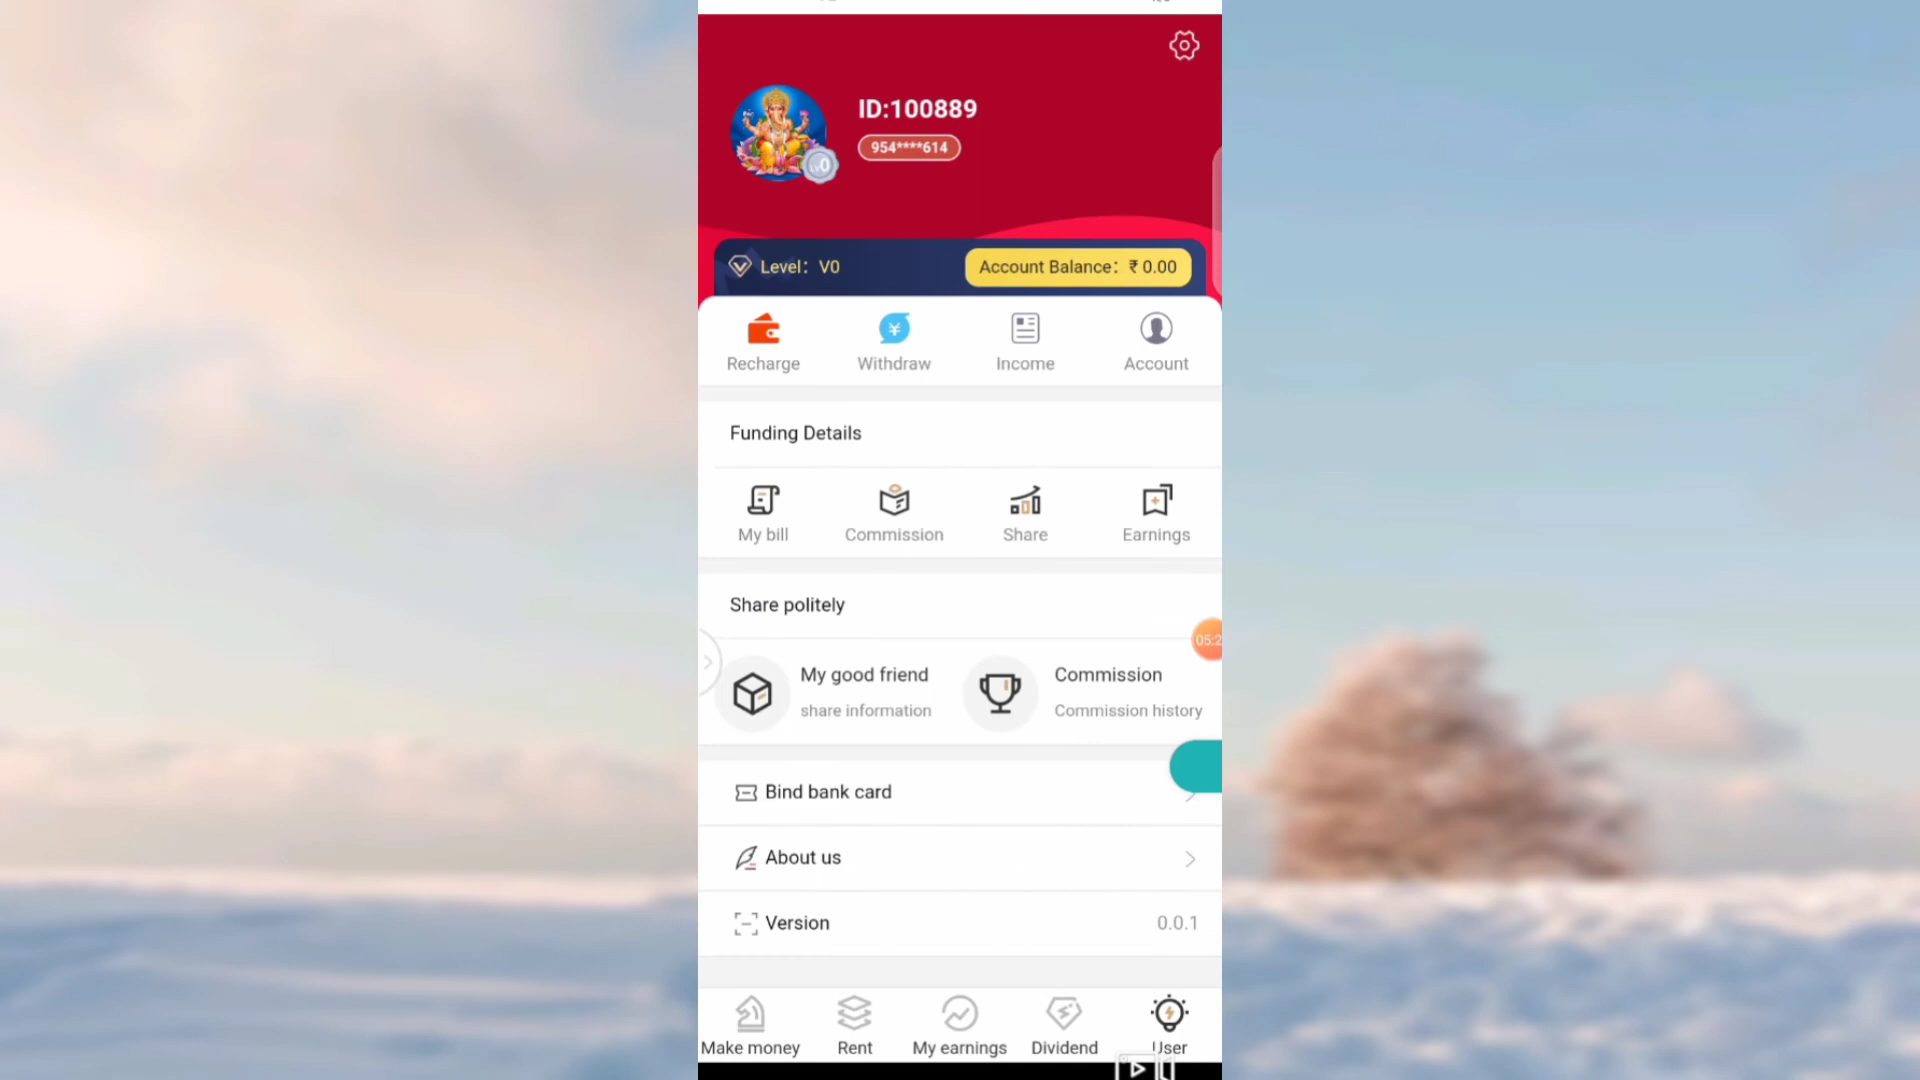 ID:100889
954****614
Level: V0 Account Balance: ₹ 0.00
Recharge Withdraw Income Account
Funding Details
My bill Commission Share Earnings
Share politely
05:2
My good friend Commission
share information Commission history
Bind bank card
About us
Version 0.0.1
Make money Rent My earnings Dividend User